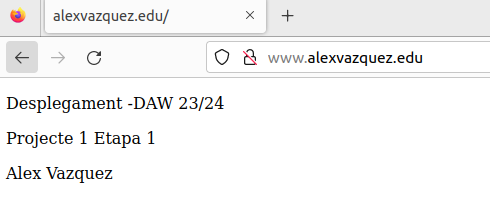 alexvazquez.edu/
www.alexvazquez.edu
Desplegament -DAW 23/24
Projecte 1 Etapa 1
Alex Vazquez